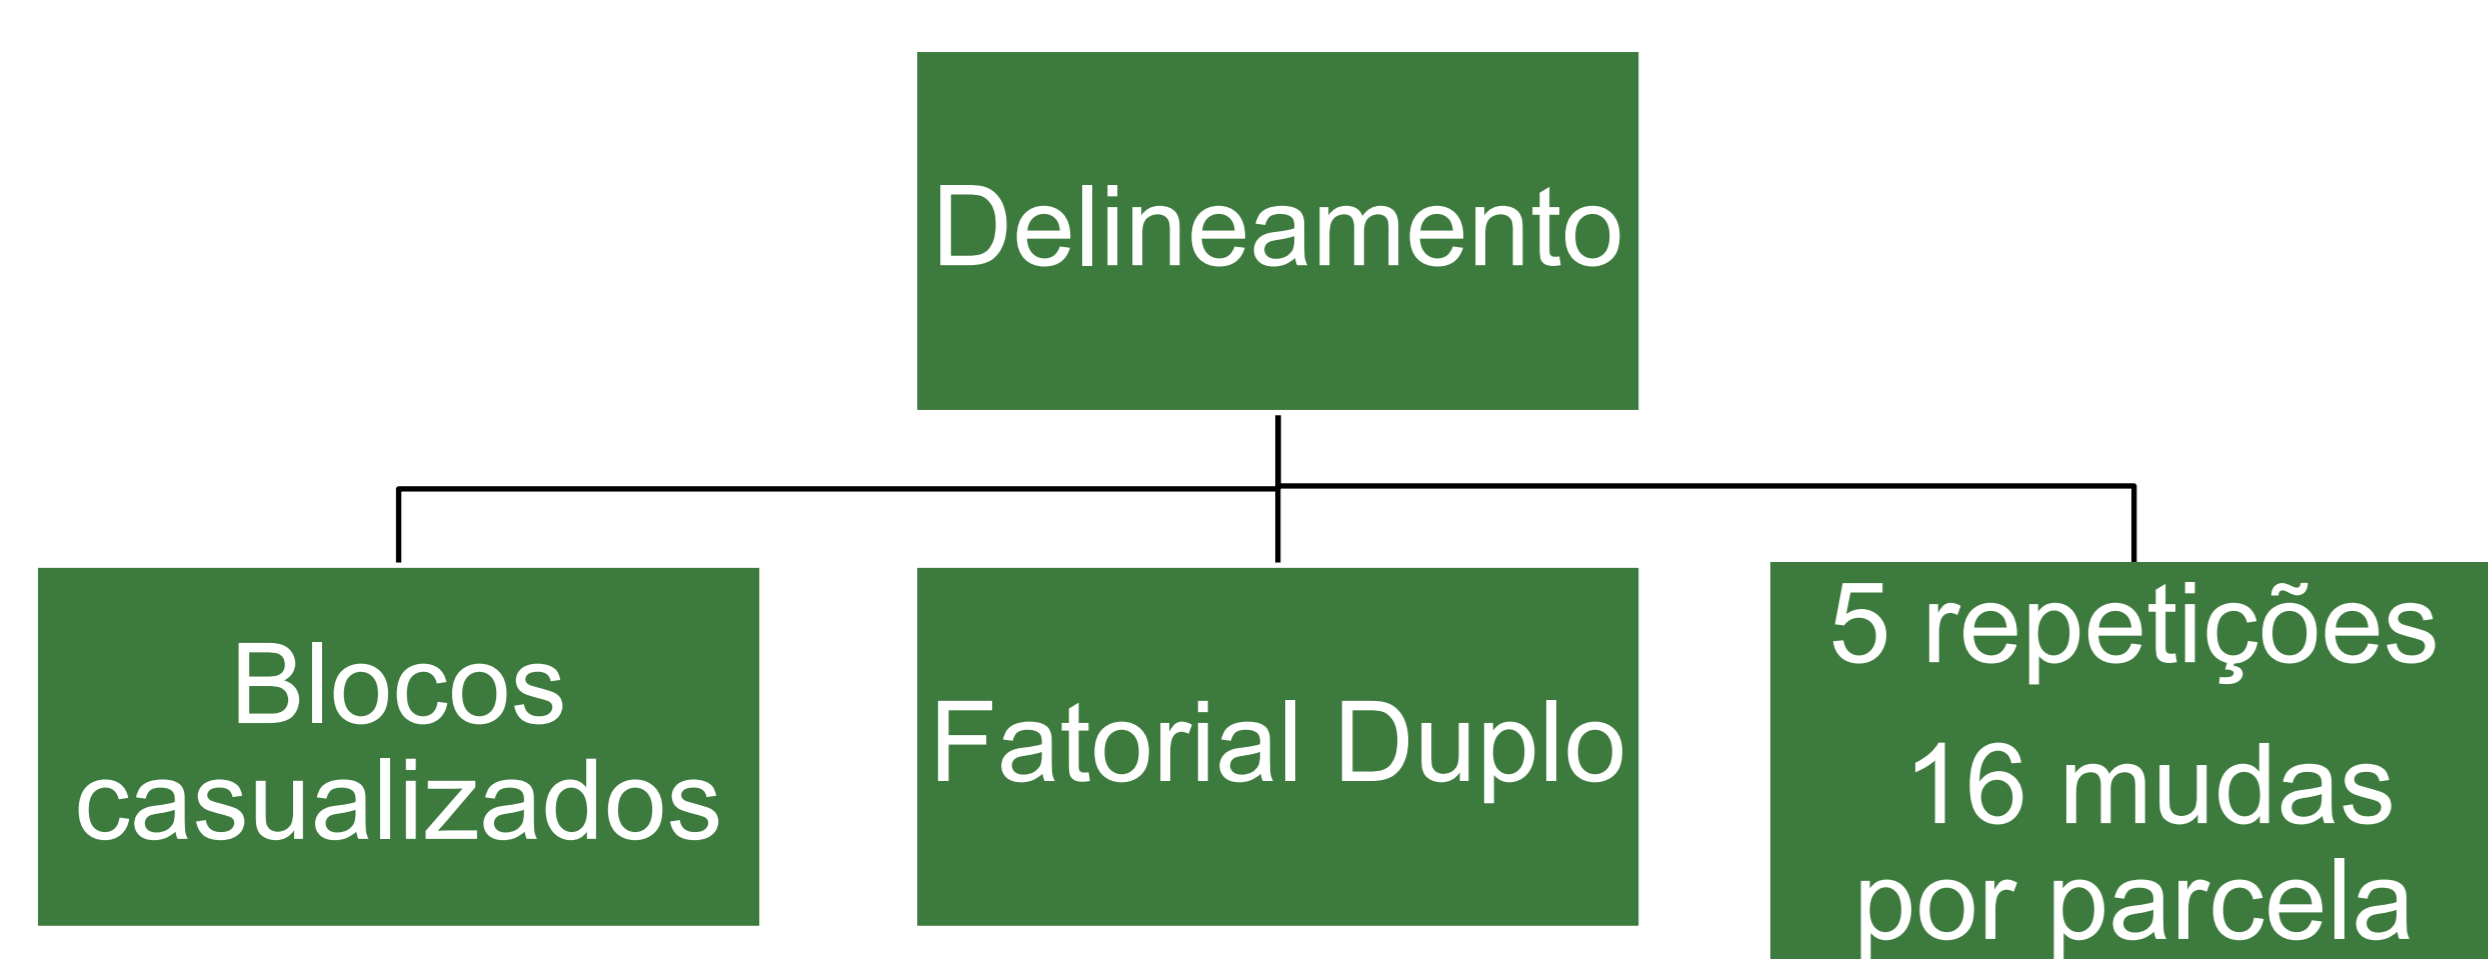 Delineamento
Blocos
casualizados
Fatorial Duplo
5 repetições
16 mudas
por parcela